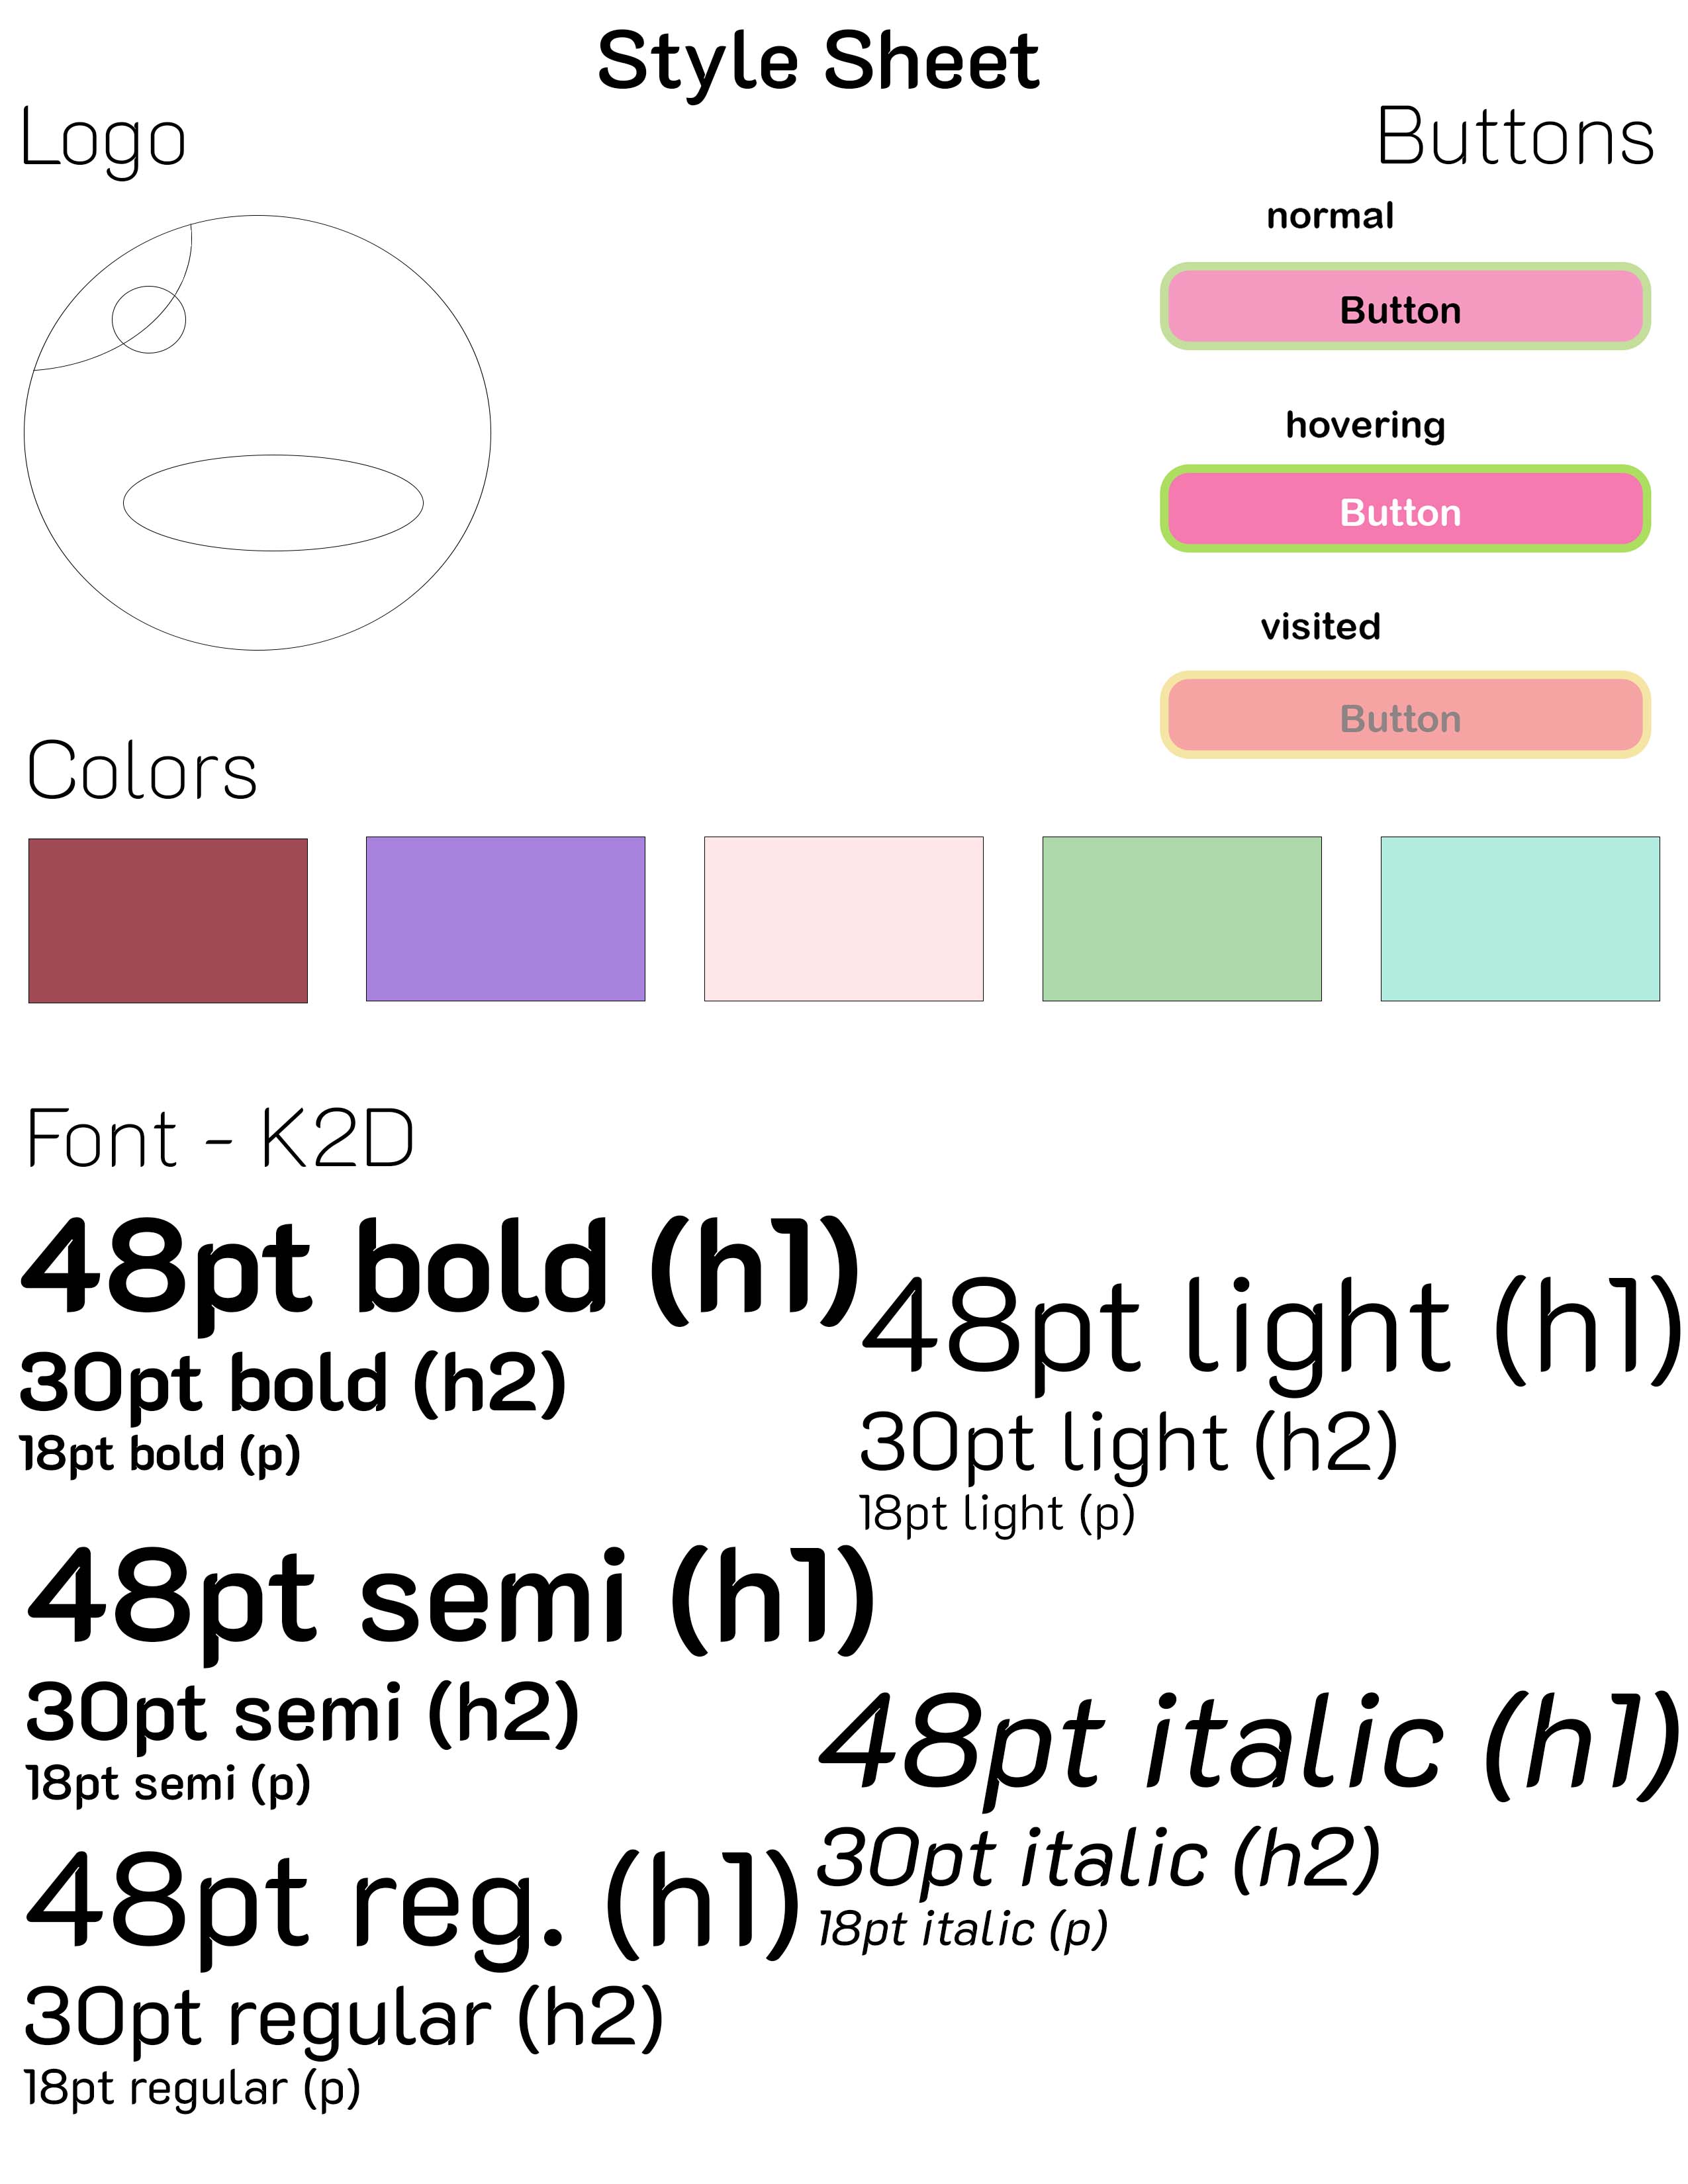 Style Sheet
Logo
Buttons
normal
Button
hovering
Button
visited
Button
Colors
Font - K2D
48pt bold (h1)
30pt bold (h2)
18pt bold (p)
48pt light (h1)
30pt light (h2)
18pt light (p)
48pt semi (h1)
30pt semi (h2)
18pt semi (p)
48pt italic (h1)
30pt italic (h2)
18pt italic (p)
48pt reg. (h1)
30pt regular (h2)
18pt regular (p)